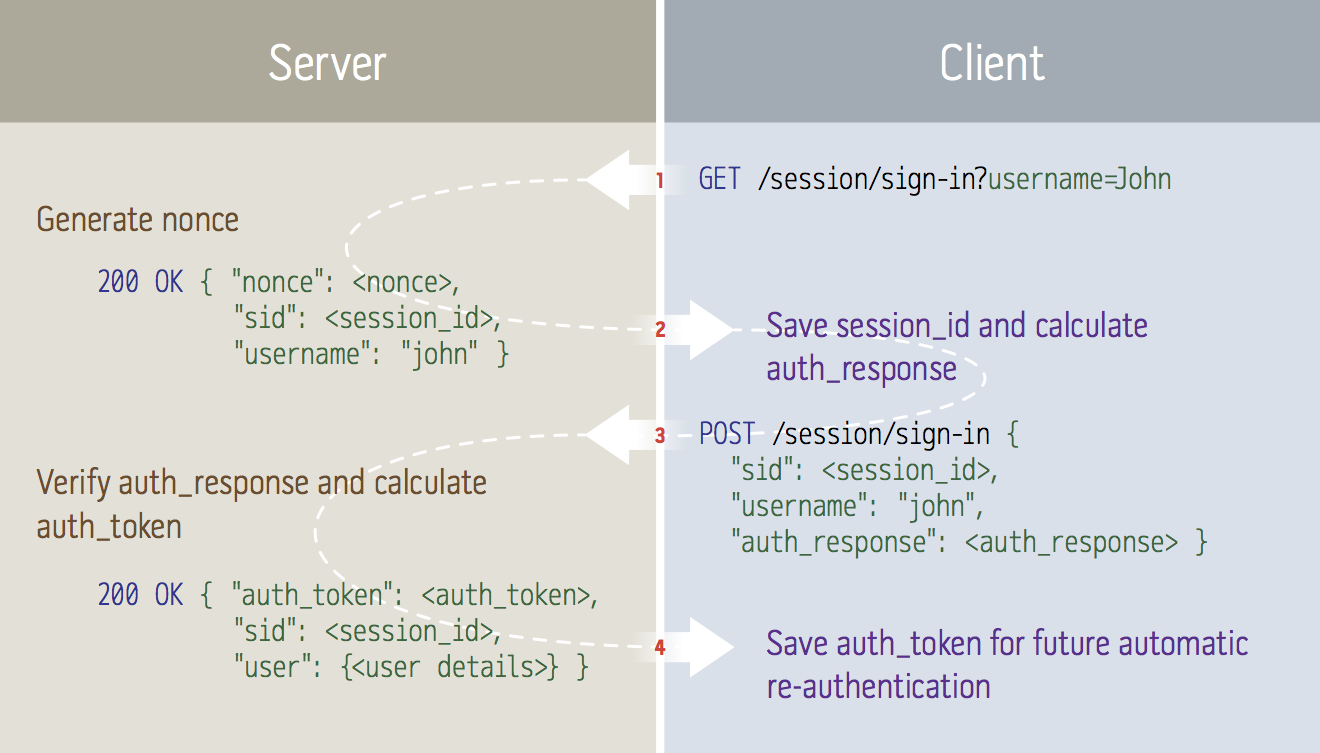 Server
Client
1
GET /session/sign-in?username=John
Generate nonce
200 OK { "nonce": <nonce>,
"sid": <session_id>,
"username": "john" }
2
Save session_id and calculate
auth_response
3
POST /session/sign-in {
"sid": <session_id>,
"username": "john",
"auth_response": <auth_response> }
Verify auth_response and calculate
auth_token
200 OK { "auth_token": <auth_token>,
"sid": <session_id>,
"user": {<user details>} }
4
Save auth_token for future automatic
re-authentication